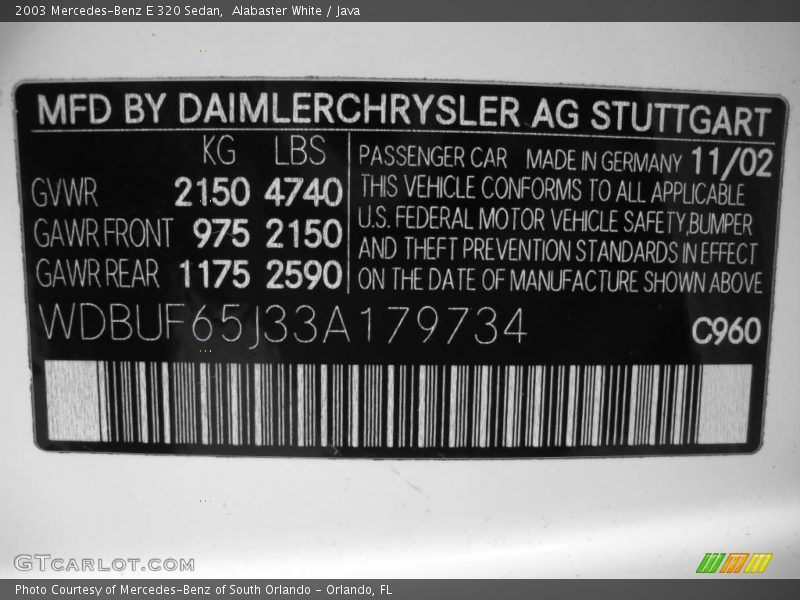 2003 Mercedes-Benz E 320 Sedan,  Alabaster White / Java
MFD BY DAIMLERCHRYSLER AG STUTTGART
KG LBS
GVWR 2150 4740
GAWR FRONT 975 2150
GAWR REAR 1175 2590
PASSENGER CAR MADE IN GERMANY 11/02
THIS VEHICLE CONFORMS TO ALL APPLICABLE
U.S. FEDERAL MOTOR VEHICLE SAFETY,BUMPER
AND THEFT PREVENTION STANDARDS IN EFFECT
ON THE DATE OF MANUFACTURE SHOWN ABOVE
WDBUF65J33A179734 C960
GTCARLOT.COM
Photo Courtesy of Mercedes-Benz of South Orlando - Orlando, FL